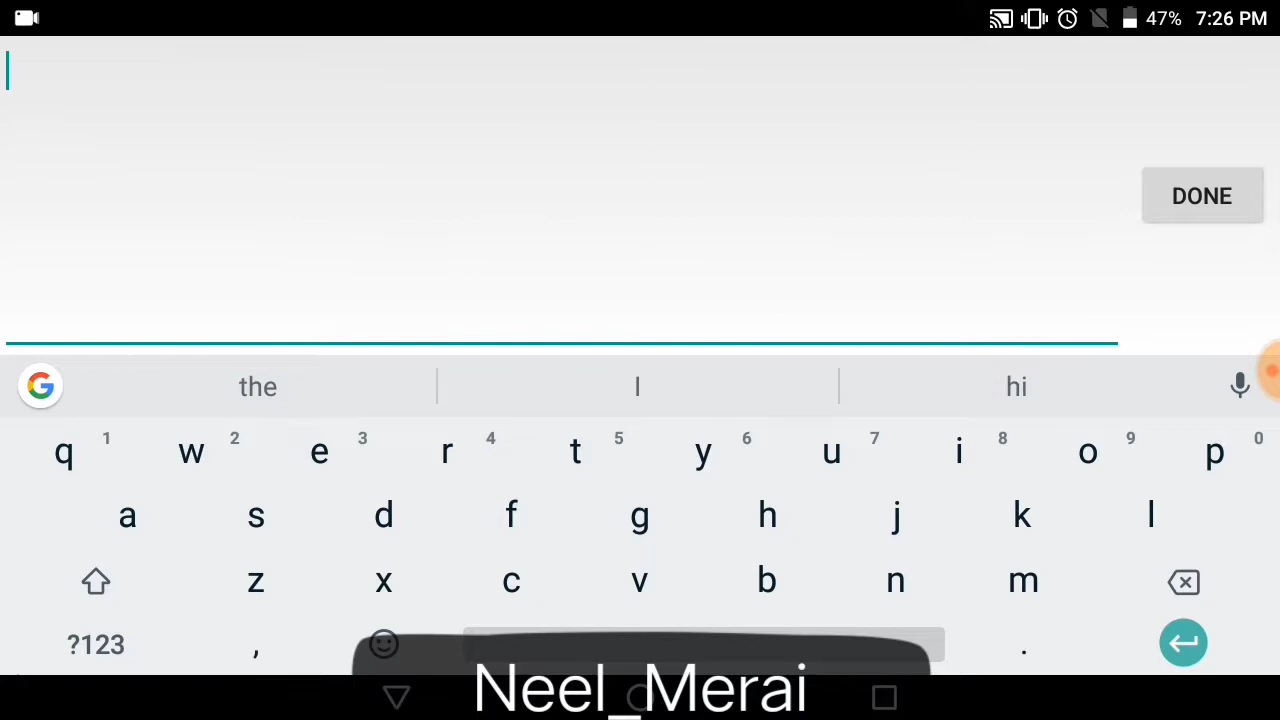 47% 7:26 PM
DONE
the I hi
q 1 w 2 e 3 r 4 t 5 y 6 u 7 i 8 o 9 p 0
a s d f g h j k l
z x c v b n m
?123 , .
Neel_Merai